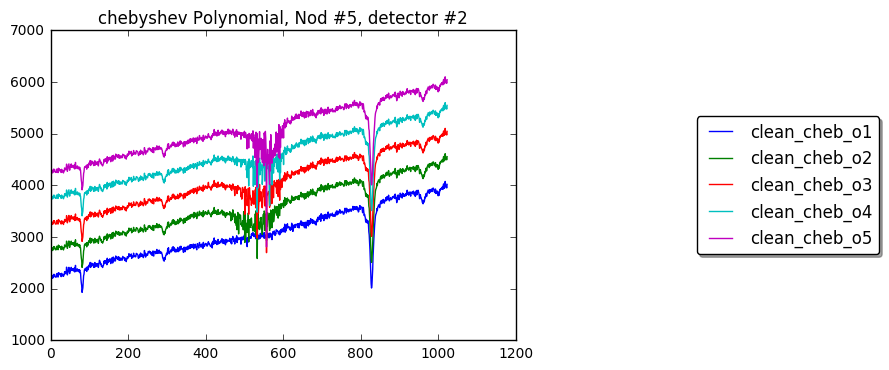 chebyshev Polynomial, Nod #5, detector #2
7000
6000
5000
4000
3000
2000
1000
0 200 400 600 800 1000 1200
clean_cheb_o1
clean_cheb_o2
clean_cheb_o3
clean_cheb_o4
clean_cheb_o5